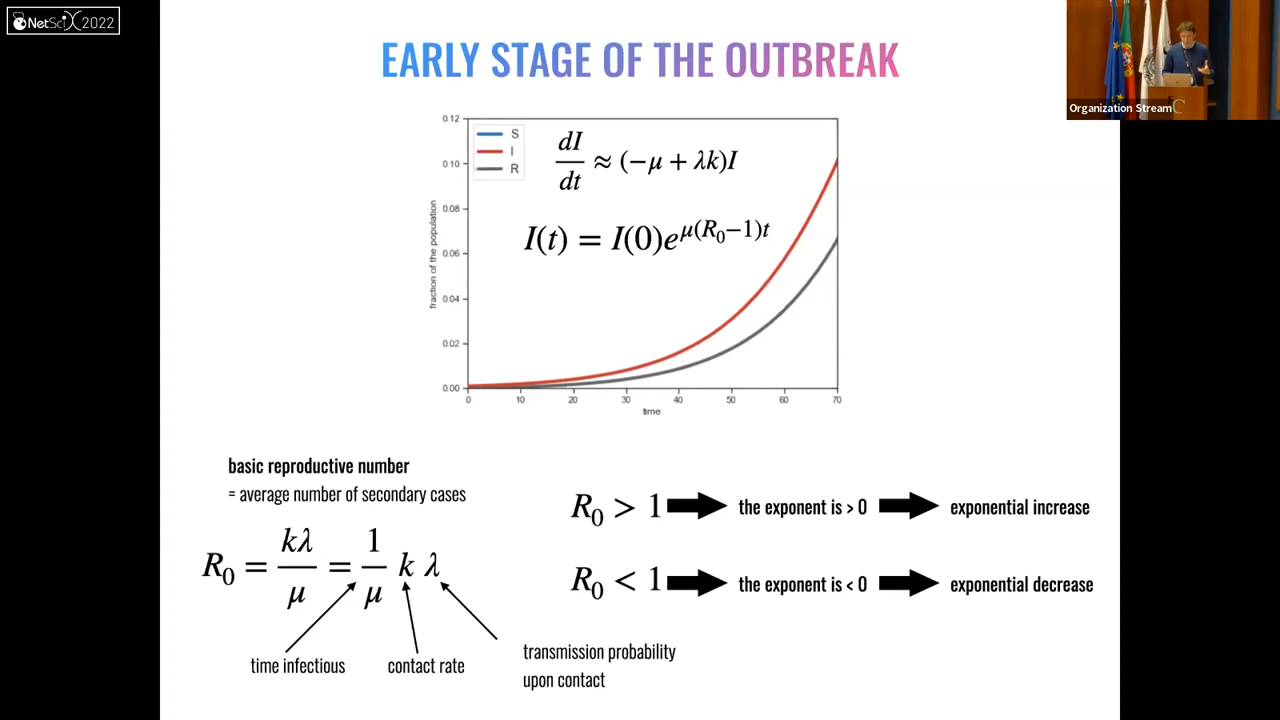 NetSciX 2022
EARLY STAGE OF THE OUTBREAK
Organization Stream
S
I
R
dI/dt ≈ (−μ + λk)I
I(t) = I(0)e^{μ(R₀−1)t}
fraction of the population
0.12
0.10
0.08
0.06
0.04
0.02
0.00
0 10 20 30 40 50 60 70
time
basic reproductive number
= average number of secondary cases
R₀ = kλ/μ = 1/μ k λ
time infectious
contact rate
transmission probability
upon contact
R₀ > 1 the exponent is > 0 exponential increase
R₀ < 1 the exponent is < 0 exponential decrease